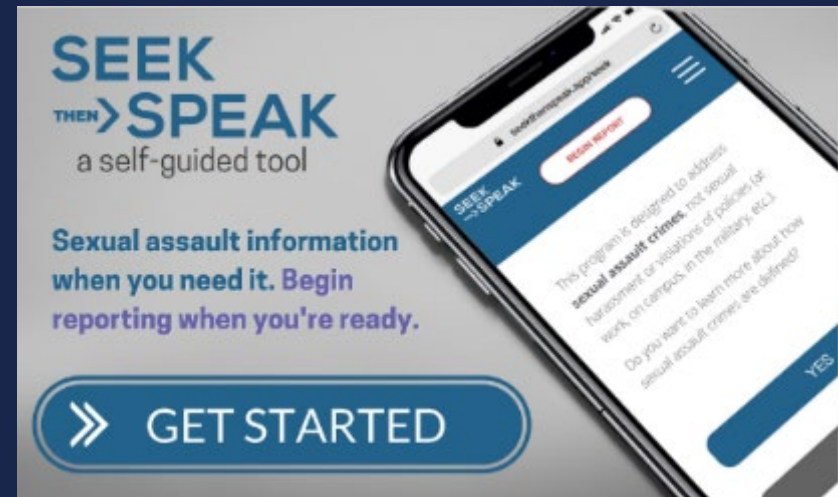 SEEK
THEN>SPEAK
a self-guided tool
Sexual assault information
when you need it. Begin
reporting when you're ready.
GET STARTED
seekthenspeak.app/seek
SEEK
->SPEAK
BEGIN REPORT
This program is designed to address
sexual assault crimes, not sexual
harassment or violations of policies (at
work, on campus, in the military, etc.).
Do you want to learn more about how
sexual assault crimes are defined?
YES